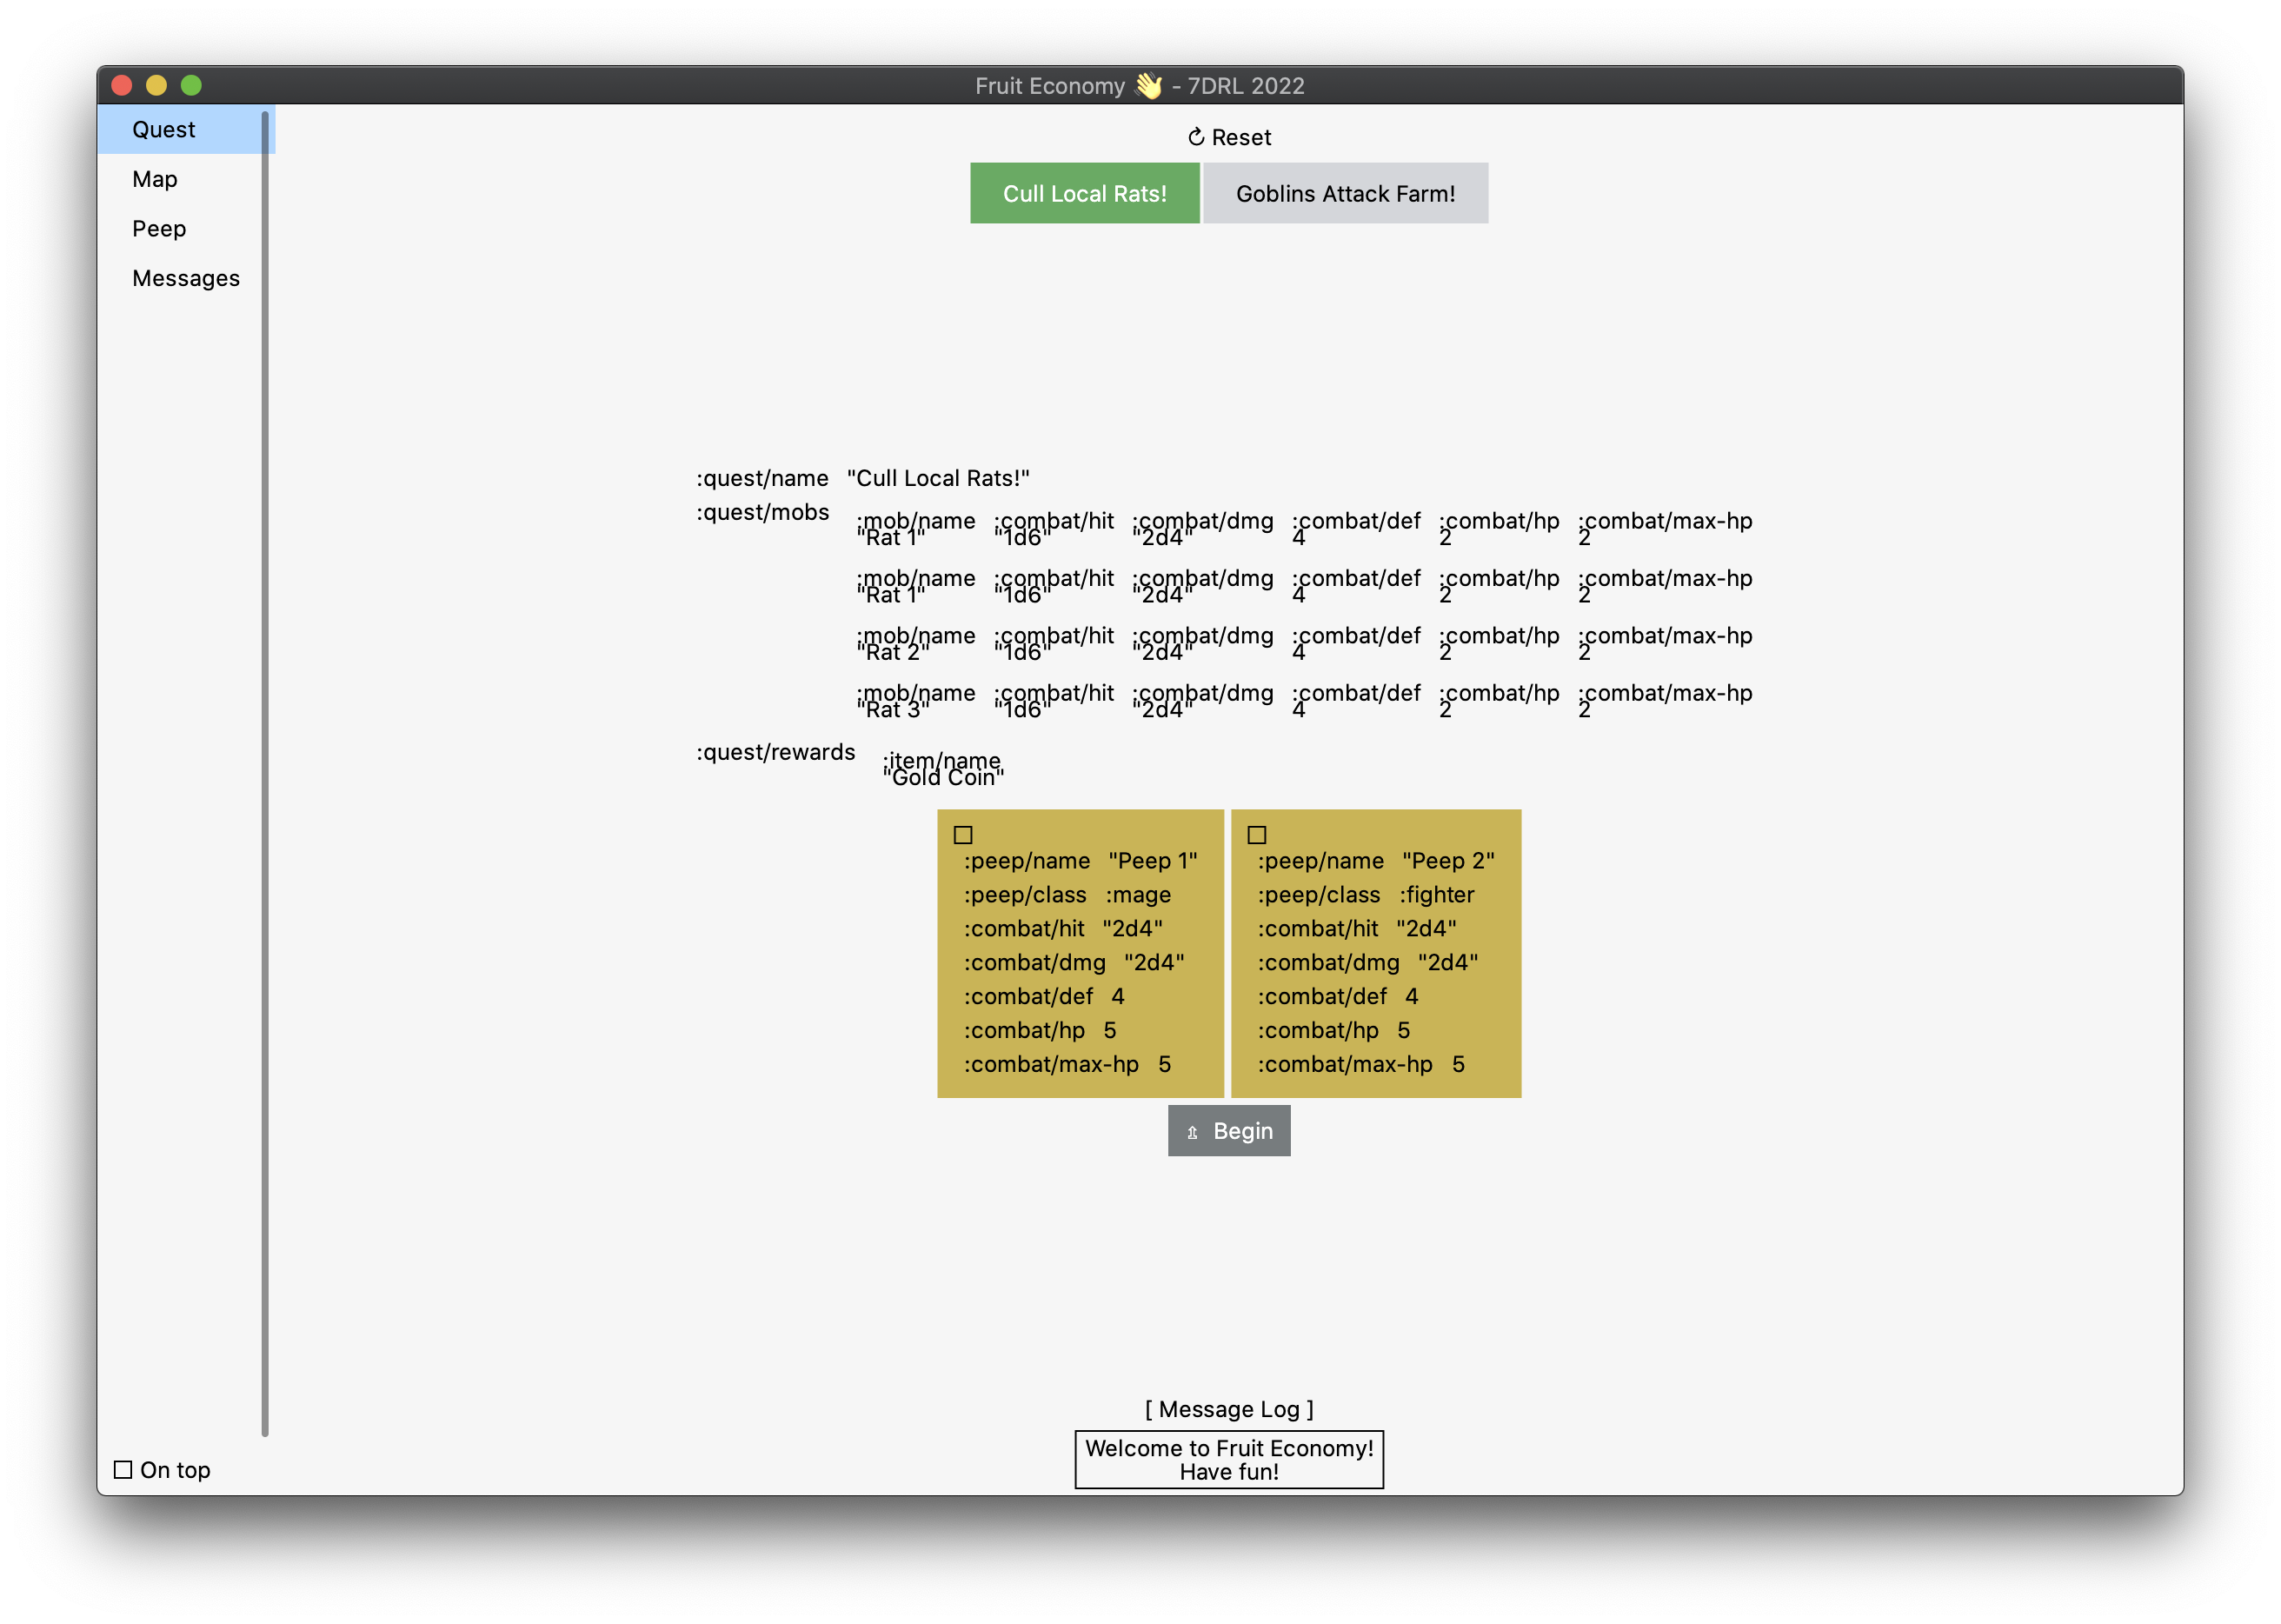 Fruit Economy 👋 - 7DRL 2022
Quest
Map
Peep
Messages
↻ Reset
Cull Local Rats!
Goblins Attack Farm!
:quest/name "Cull Local Rats!"
:quest/mobs
:mob/name :combat/hit :combat/dmg :combat/def :combat/hp :combat/max-hp
"Rat 1" "1d6" "2d4" 4 2 2
:mob/name :combat/hit :combat/dmg :combat/def :combat/hp :combat/max-hp
"Rat 1" "1d6" "2d4" 4 2 2
:mob/name :combat/hit :combat/dmg :combat/def :combat/hp :combat/max-hp
"Rat 2" "1d6" "2d4" 4 2 2
:mob/name :combat/hit :combat/dmg :combat/def :combat/hp :combat/max-hp
"Rat 3" "1d6" "2d4" 4 2 2
:quest/rewards
:item/name
"Gold Coin"
:peep/name "Peep 1"
:peep/class :mage
:combat/hit "2d4"
:combat/dmg "2d4"
:combat/def 4
:combat/hp 5
:combat/max-hp 5
:peep/name "Peep 2"
:peep/class :fighter
:combat/hit "2d4"
:combat/dmg "2d4"
:combat/def 4
:combat/hp 5
:combat/max-hp 5
⇫ Begin
[ Message Log ]
Welcome to Fruit Economy!
Have fun!
On top